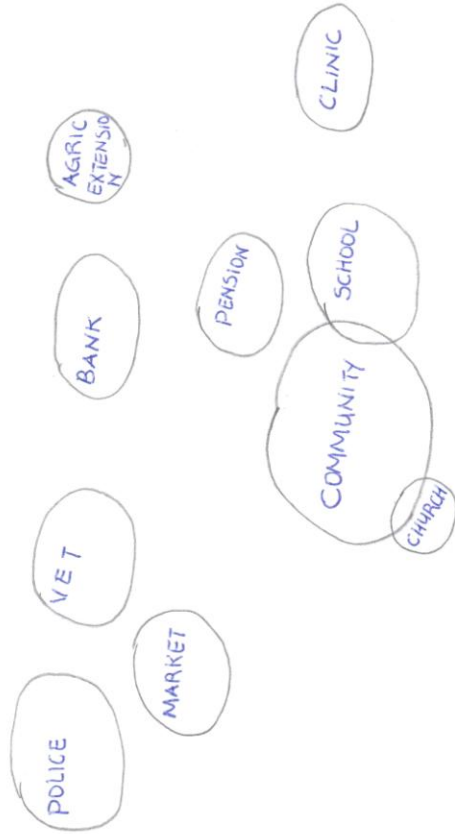 POLICE
VET
BANK
AGRIC
EXTENSIO
N
MARKET
PENSION
COMMUNITY
SCHOOL
CLINIC
CHURCH